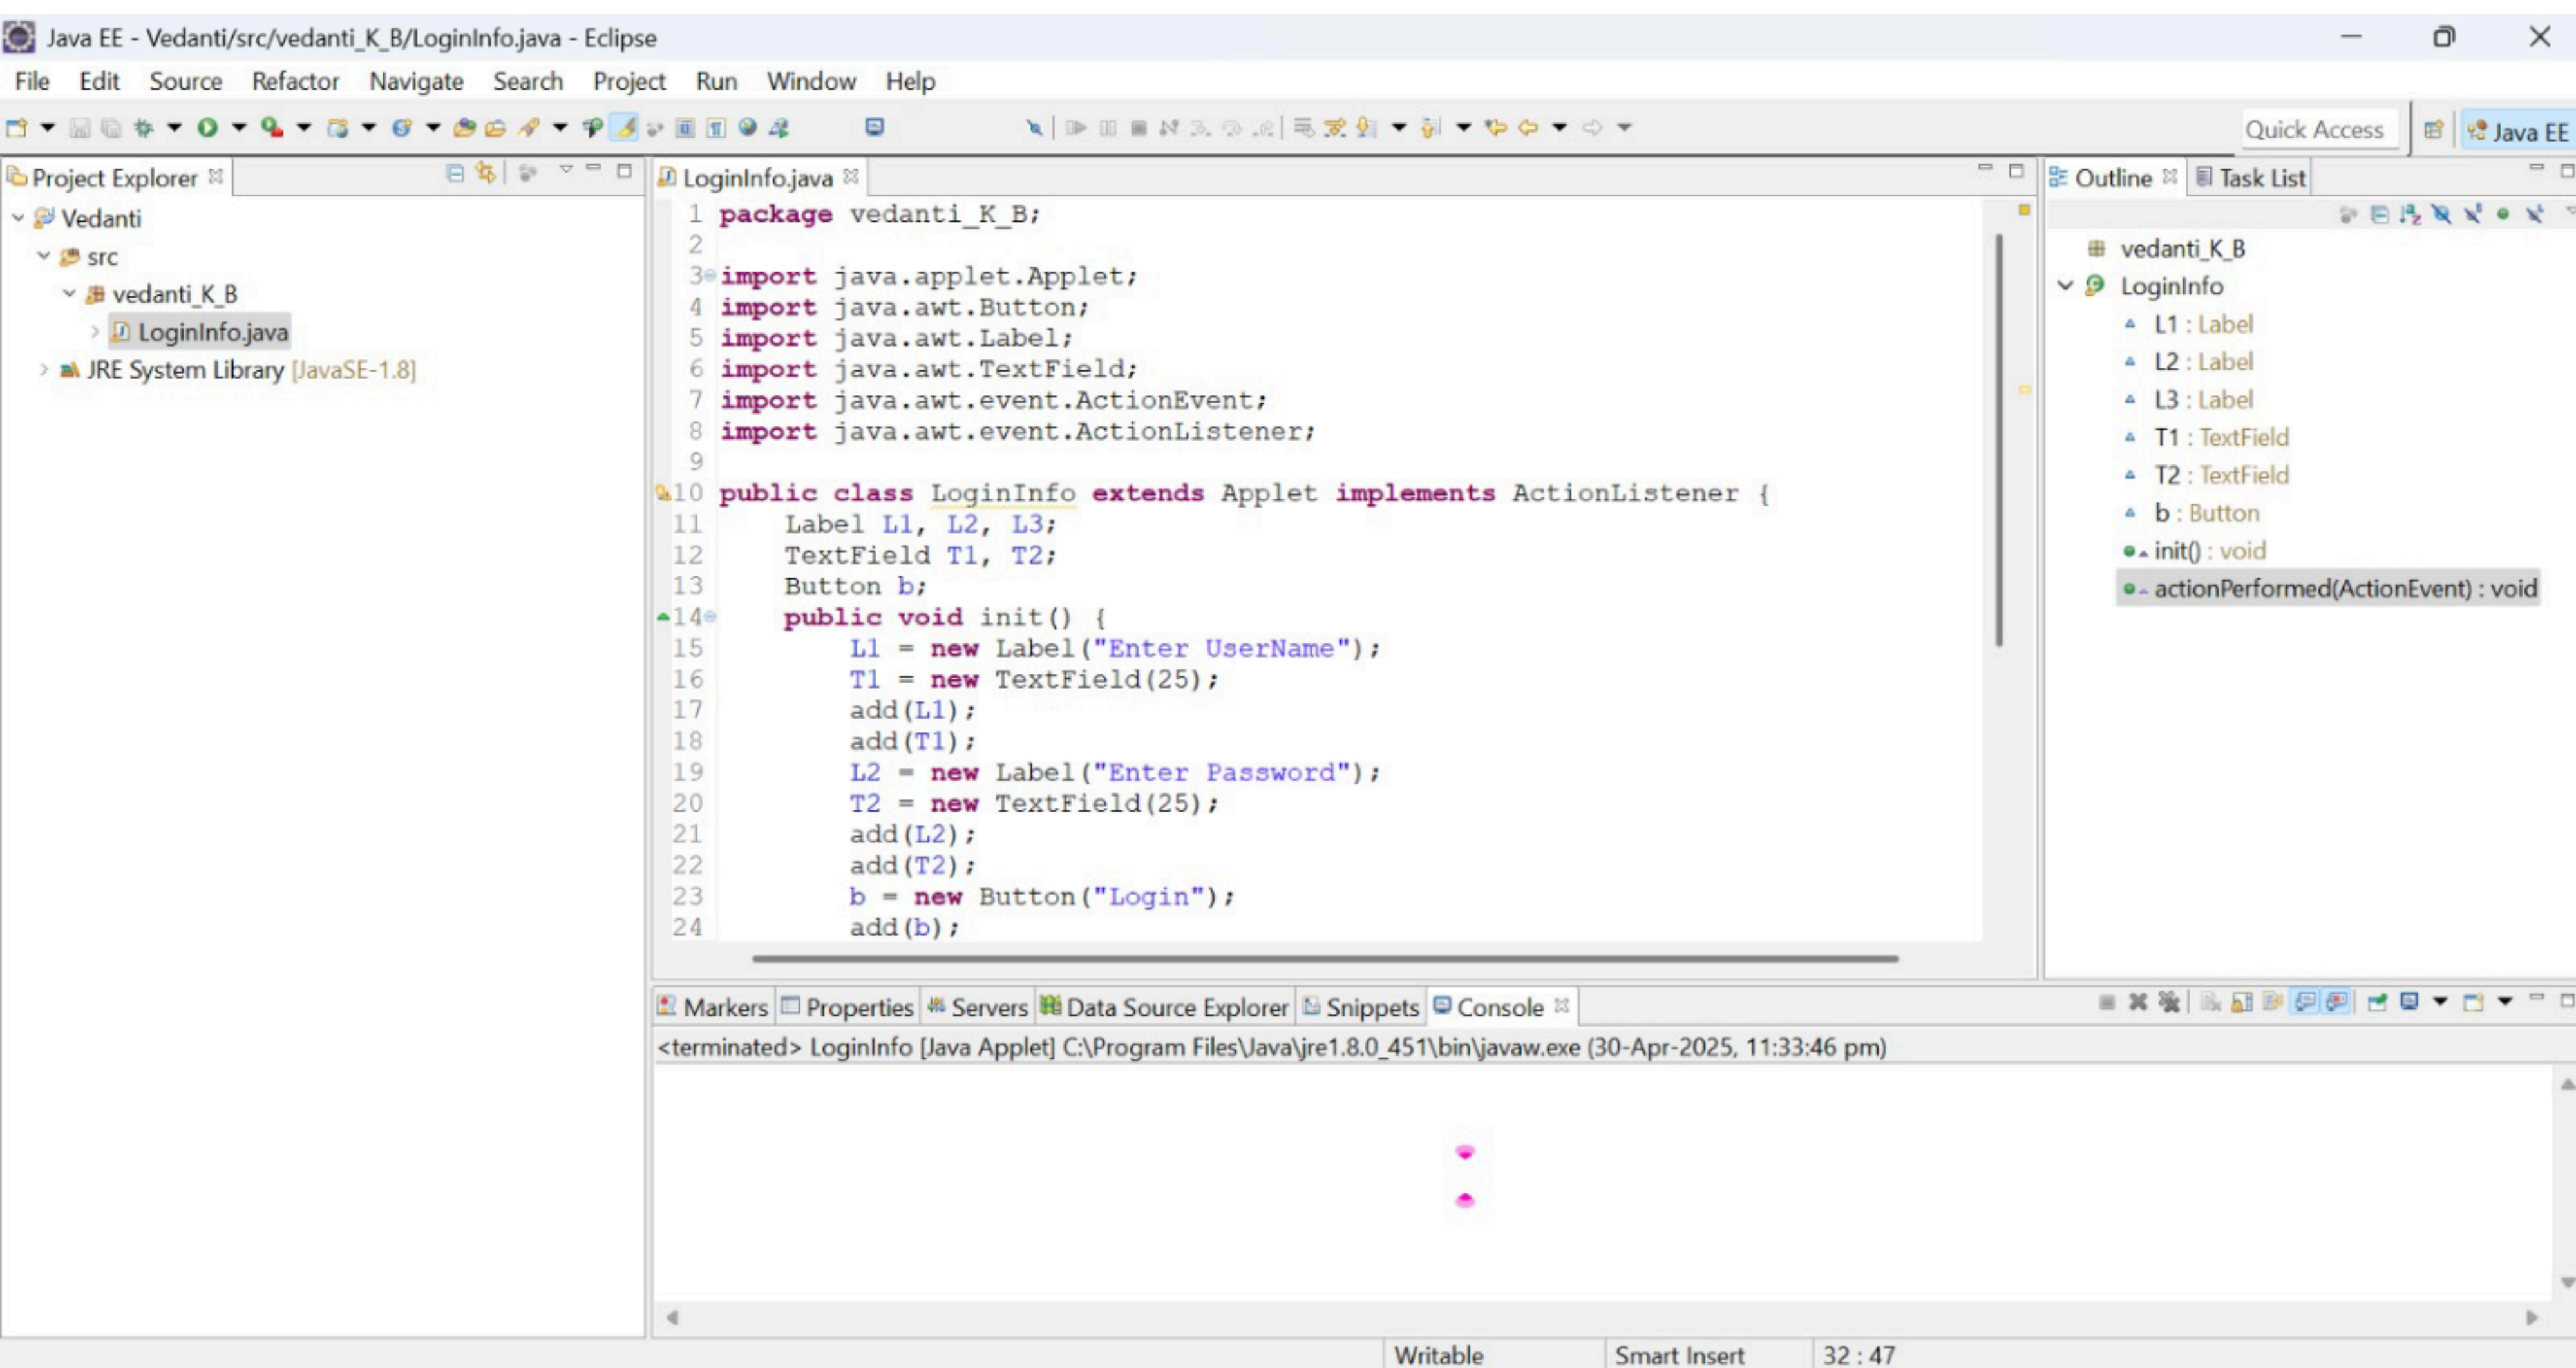 Java EE - Vedanti/src/vedanti_K_B/LoginInfo.java - Eclipse
File Edit Source Refactor Navigate Search Project Run Window Help
Quick Access Java EE
Project Explorer
Vedanti
src
vedanti_K_B
LoginInfo.java
JRE System Library [JavaSE-1.8]
LoginInfo.java
1 package vedanti_K_B;
2
3 import java.applet.Applet;
4 import java.awt.Button;
5 import java.awt.Label;
6 import java.awt.TextField;
7 import java.awt.event.ActionEvent;
8 import java.awt.event.ActionListener;
9
10 public class LoginInfo extends Applet implements ActionListener {
11 Label L1, L2, L3;
12 TextField T1, T2;
13 Button b;
14 public void init() {
15 L1 = new Label("Enter UserName");
16 T1 = new TextField(25);
17 add(L1);
18 add(T1);
19 L2 = new Label("Enter Password");
20 T2 = new TextField(25);
21 add(L2);
22 add(T2);
23 b = new Button("Login");
24 add(b);
Outline Task List
vedanti_K_B
LoginInfo
L1 : Label
L2 : Label
L3 : Label
T1 : TextField
T2 : TextField
b : Button
init() : void
actionPerformed(ActionEvent) : void
Markers Properties Servers Data Source Explorer Snippets Console
<terminated> LoginInfo [Java Applet] C:\Program Files\Java\jre1.8.0_451\bin\javaw.exe (30-Apr-2025, 11:33:46 pm)
Writable Smart Insert 32 : 47